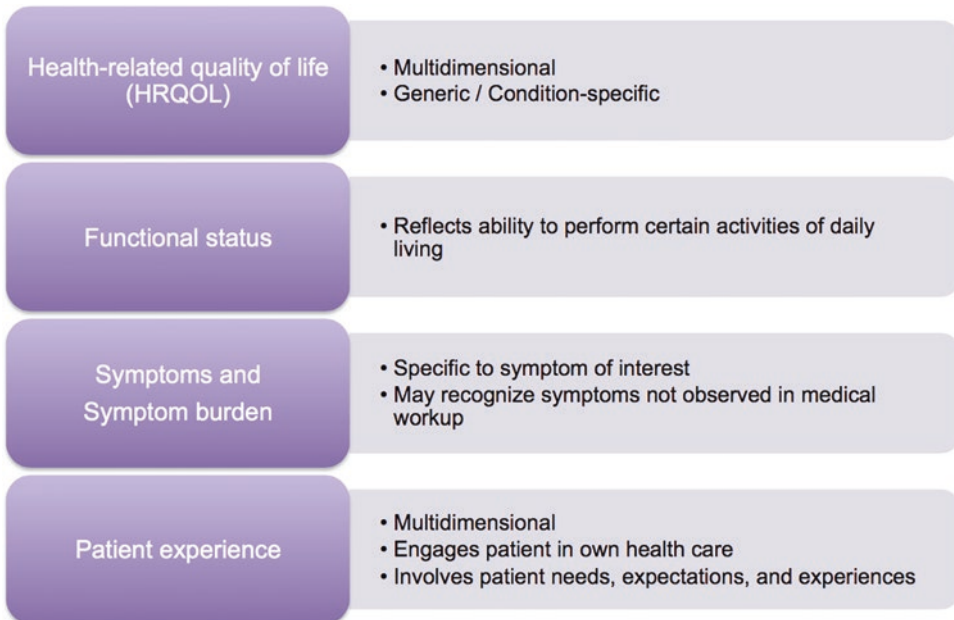 Health-related quality of life
(HRQOL)
• Multidimensional
• Generic / Condition-specific
Functional status
• Reflects ability to perform certain activities of daily
living
Symptoms and
Symptom burden
• Specific to symptom of interest
• May recognize symptoms not observed in medical
workup
Patient experience
• Multidimensional
• Engages patient in own health care
• Involves patient needs, expectations, and experiences